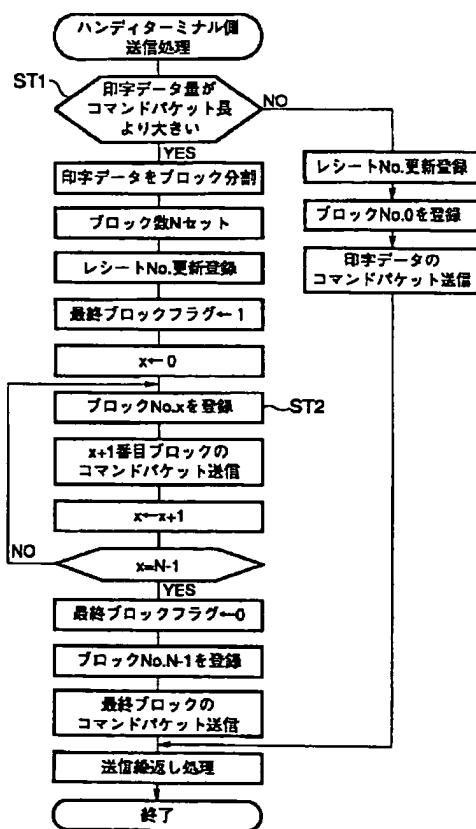 ハンディターミナル側
送信処理
ST1
印字データ量が
コマンドパケット長
より大きい
NO
YES
印字データをブロック分割
ブロック数Nセット
レシートNo.更新登録
最終ブロックフラグ←1
x←0
ブロックNo.xを登録
ST2
x+1番目ブロックの
コマンドパケット送信
x←x+1
NO
x=N-1
YES
最終ブロックフラグ←0
ブロックNo.N-1を登録
最終ブロックの
コマンドパケット送信
送信繰返し処理
終了
レシートNo.更新登録
ブロックNo.0を登録
印字データの
コマンドパケット送信